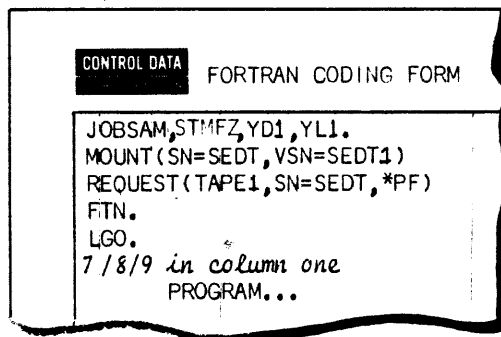 CONTROL DATA
FORTRAN CODING FORM
JOBSAM,STMFZ,YD1,YL1.
MOUNT(SN=SEDT,VSN=SEDT1)
REQUEST(TAPE1,SN=SEDT,*PF)
FTN.
LGO.
7/8/9 in column one
PROGRAM...